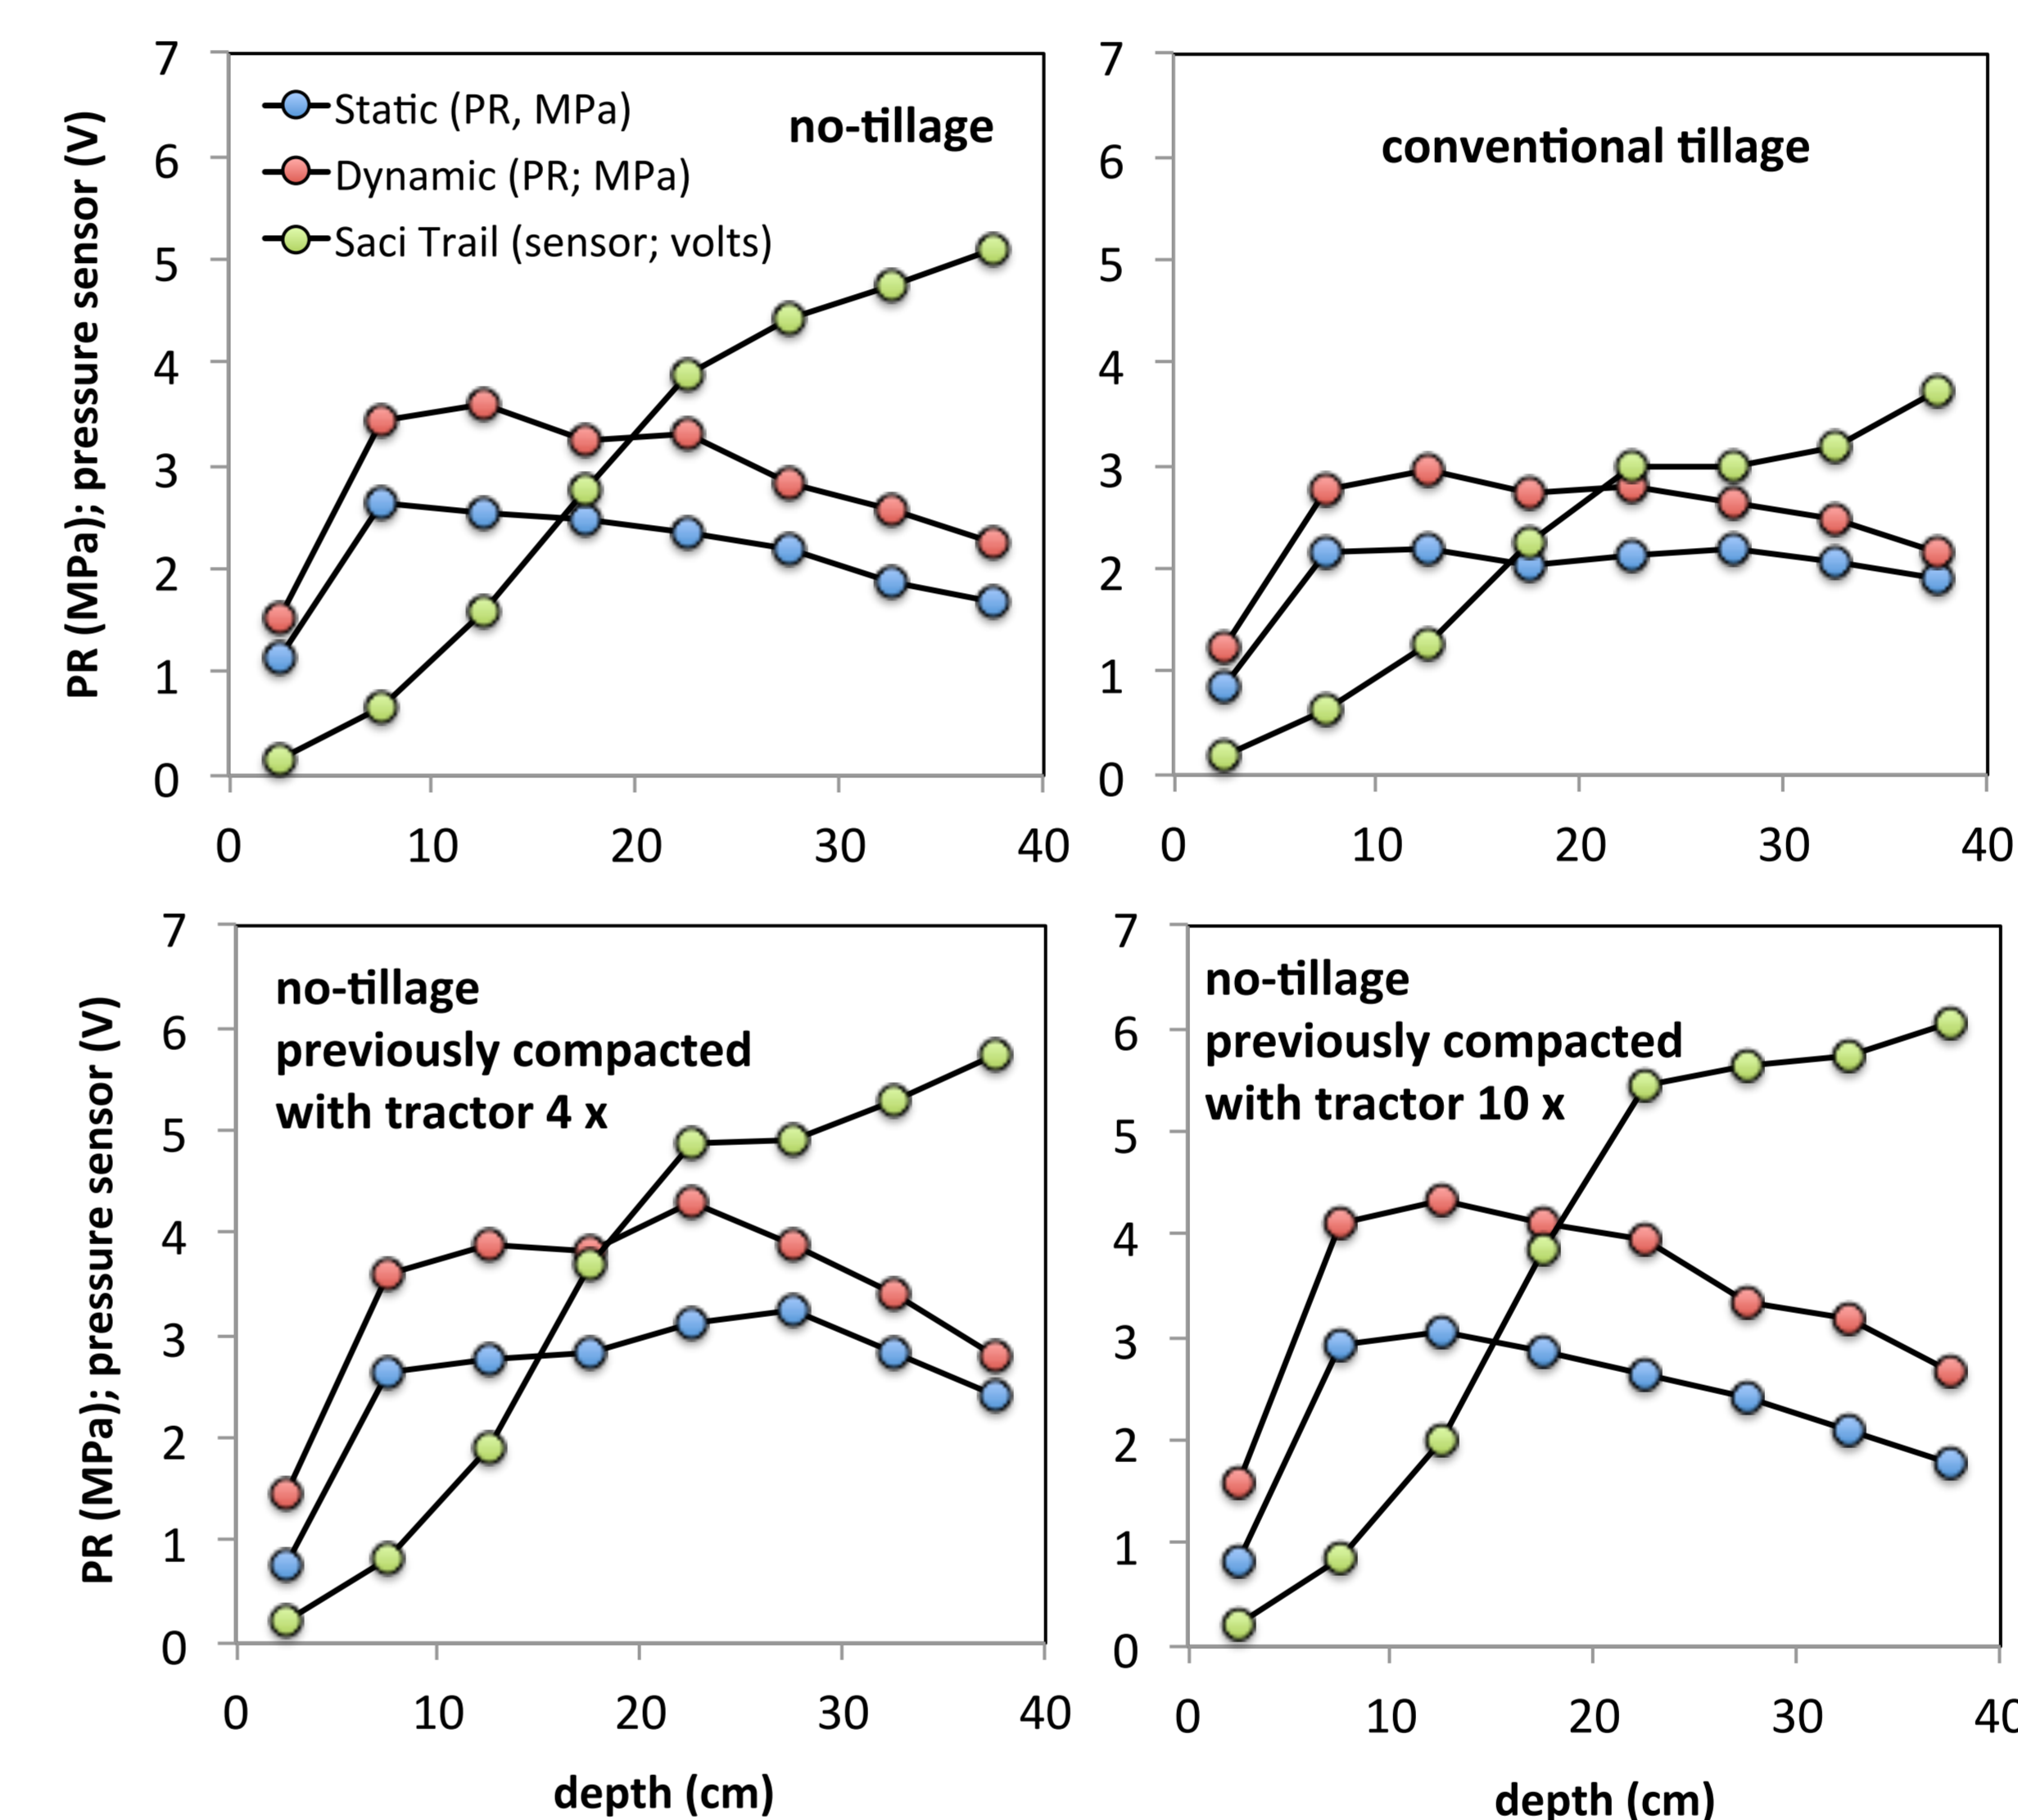 PR (MPa); pressure sensor (V)
7
6
5
4
3
2
1
0
Static (PR, MPa)
Dynamic (PR; MPa)
Saci Trail (sensor; volts)
no-tillage
0 10 20 30 40
7
6
5
4
3
2
1
0
conventional tillage
0 10 20 30 40
PR (MPa); pressure sensor (V)
7
6
5
4
3
2
1
0
no-tillage
previously compacted
with tractor 4 x
0 10 20 30 40
depth (cm)
7
6
5
4
3
2
1
0
no-tillage
previously compacted
with tractor 10 x
0 10 20 30 40
depth (cm)